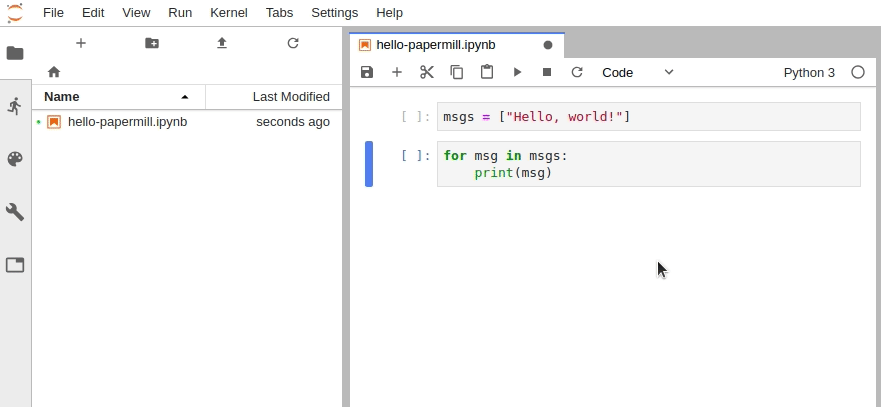 File Edit View Run Kernel Tabs Settings Help
Name Last Modified
hello-papermill.ipynb seconds ago
hello-papermill.ipynb
Code Python 3
[ ]: msgs = ["Hello, world!"]
[ ]: for msg in msgs:
print(msg)